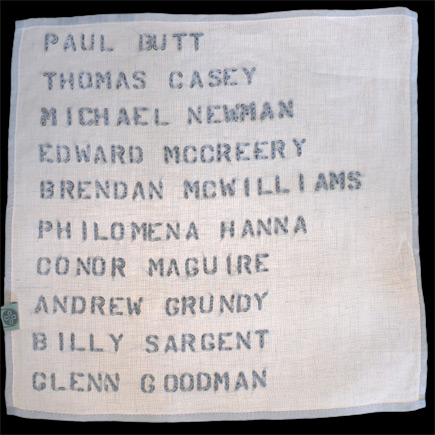 PAUL BUTT
THOMAS CASEY
MICHAEL NEWMAN
EDWARD MCCREERY
BRENDAN MCWILLIAMS
PHILOMENA HANNA
CONOR MAGUIRE
ANDREW GRUNDY
BILLY SARGENT
GLENN GOODMAN